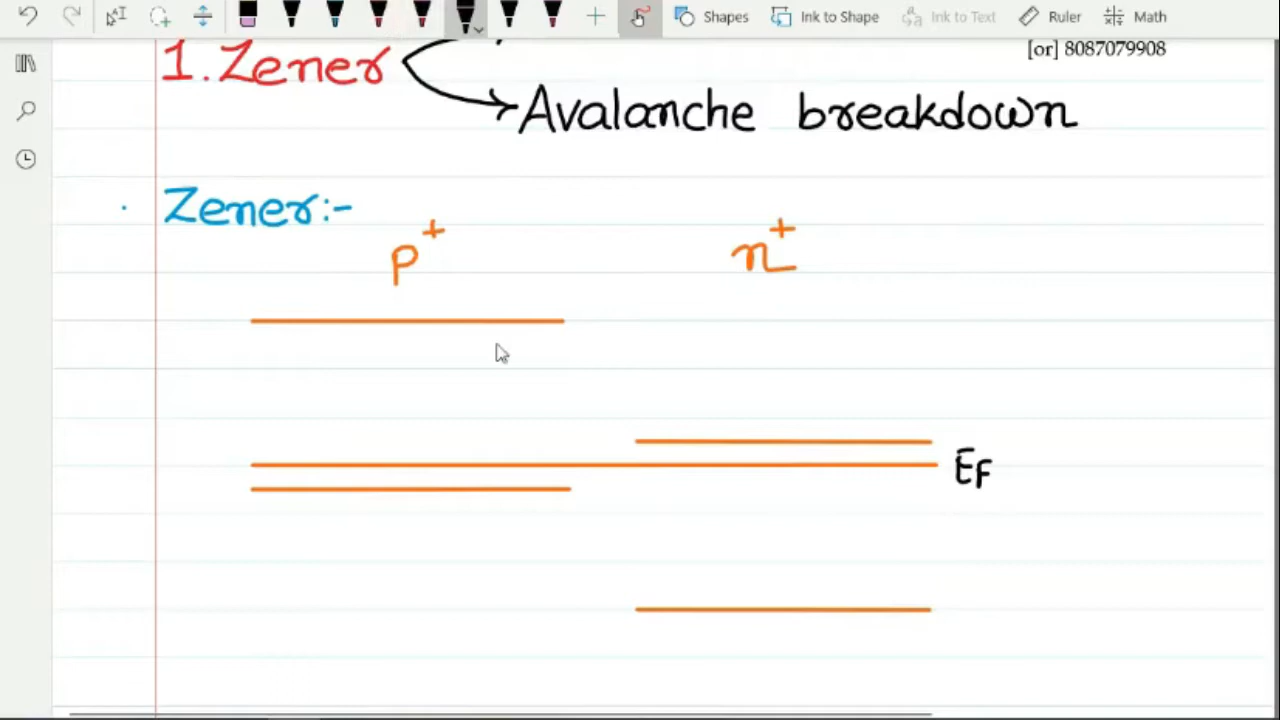 Shapes Ink to Shape Ink to Text Ruler Math
[or] 8087079908
1. Zener
Avalanche breakdown
Zener:-
p+ n+
EF